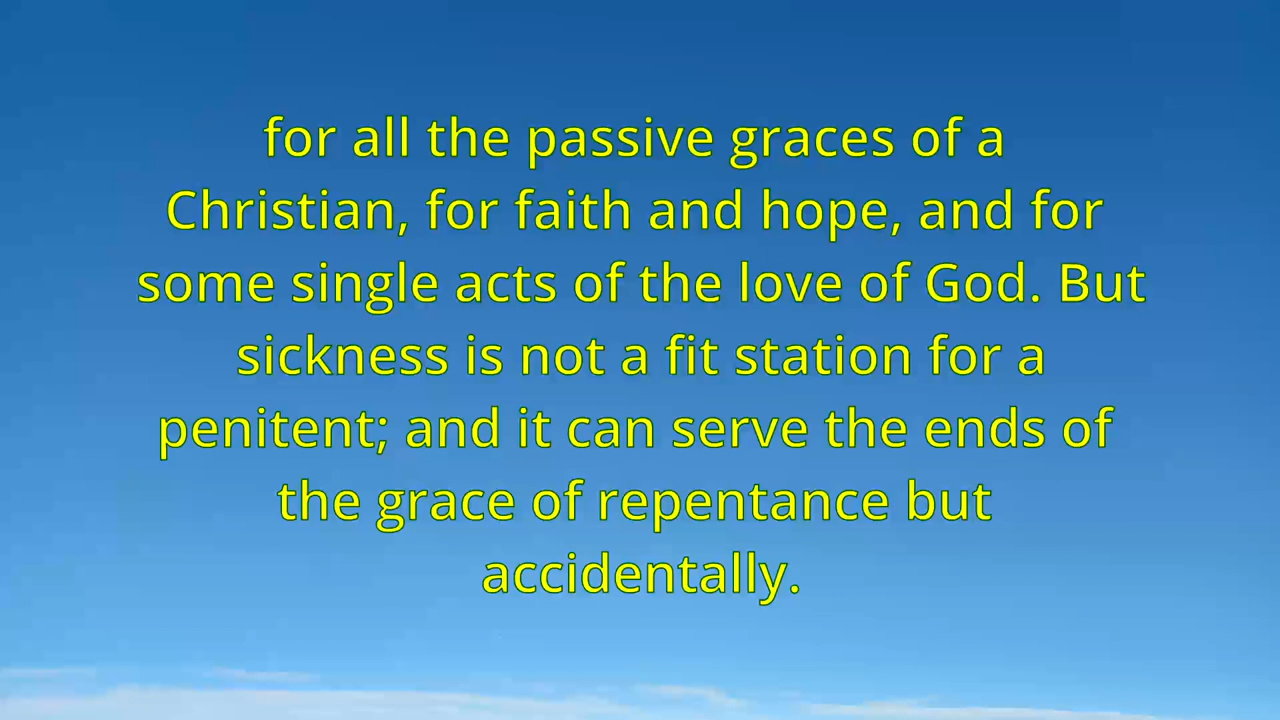 for all the passive graces of a
Christian, for faith and hope, and for
some single acts of the love of God. But
sickness is not a fit station for a
penitent; and it can serve the ends of
the grace of repentance but
accidentally.